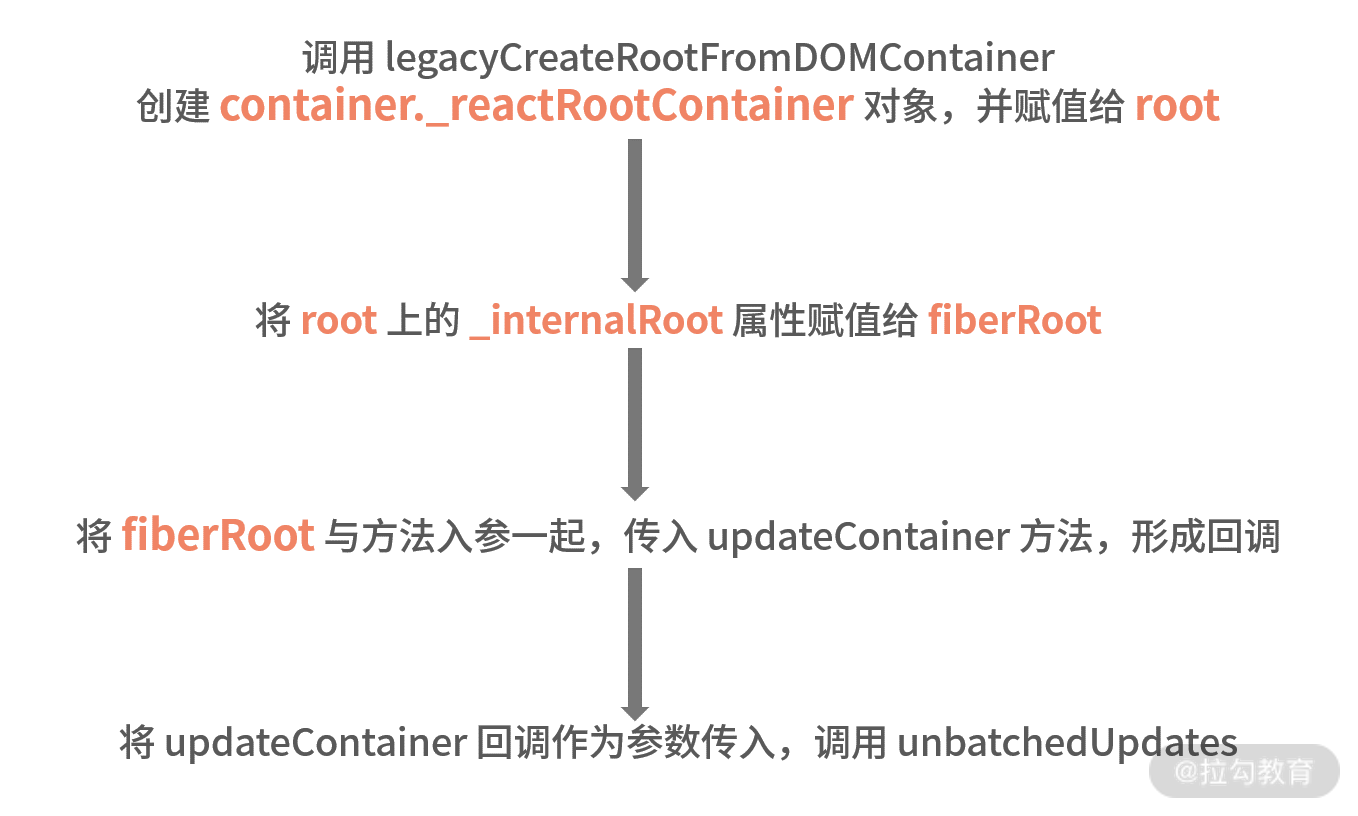 调用 legacyCreateRootFromDOMContainer
创建 container._reactRootContainer 对象，并赋值给 root
将 root 上的 _internalRoot 属性赋值给 fiberRoot
将 fiberRoot 与方法入参一起，传入 updateContainer 方法，形成回调
将 updateContainer 回调作为参数传入，调用 unbatchedUpdates
@拉勾教育